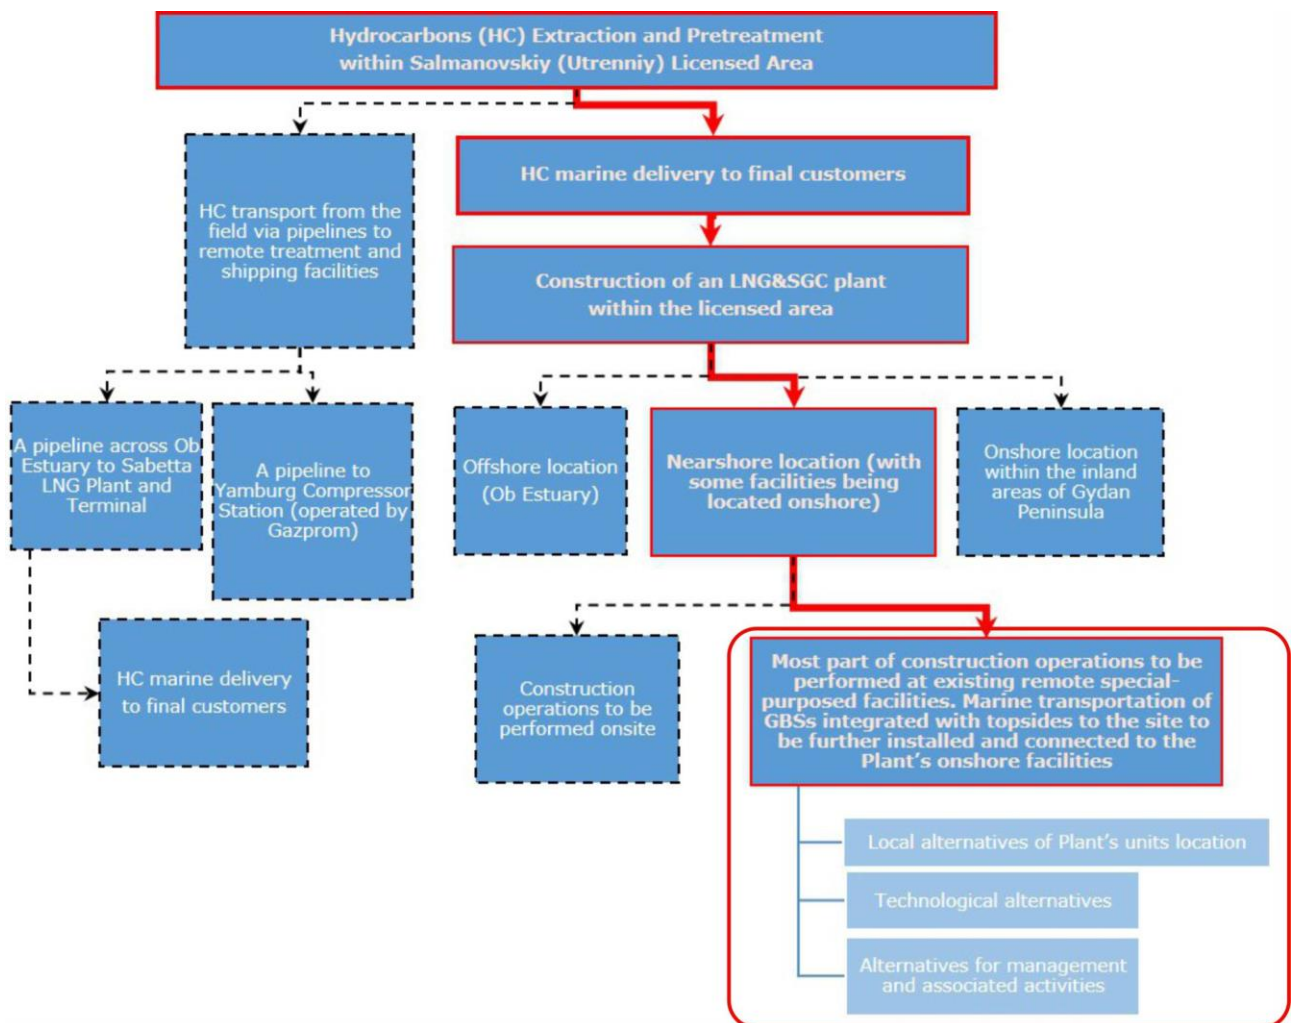 Hydrocarbons (HC) Extraction and Pretreatment
within Salmanovskiy (Utrenniy) Licensed Area
HC transport from the
field via pipelines to
remote treatment and
shipping facilities
HC marine delivery to final customers
Construction of an LNG&SGC plant
within the licensed area
A pipeline across Ob
Estuary to Sabetta
LNG Plant and
Terminal
A pipeline to
Yamburg Compressor
Station (operated by
Gazprom)
Offshore location
(Ob Estuary)
Nearshore location (with
some facilities being
located onshore)
Onshore location
within the inland
areas of Gydan
Peninsula
HC marine delivery
to final customers
Construction
operations to be
performed onsite
Most part of construction operations to be
performed at existing remote special-
purposed facilities. Marine transportation of
GBSs integrated with topsides to the site to
be further installed and connected to the
Plant’s onshore facilities
Local alternatives of Plant’s units location
Technological alternatives
Alternatives for management
and associated activities